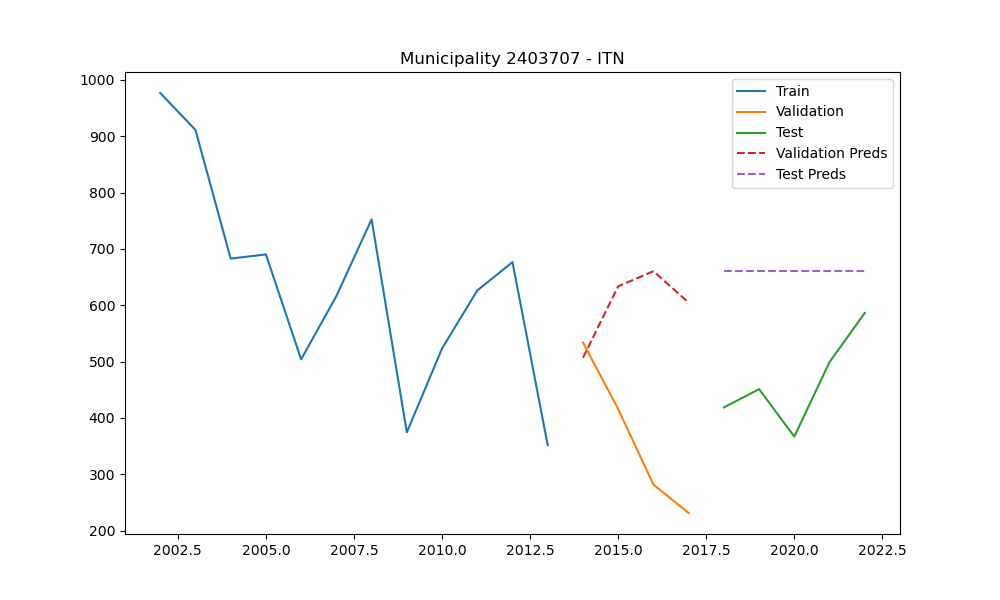 Municipality 2403707 - ITN
Train
Validation
Test
Validation Preds
Test Preds
1000
900
800
700
600
500
400
300
200
2002.5 2005.0 2007.5 2010.0 2012.5 2015.0 2017.5 2020.0 2022.5